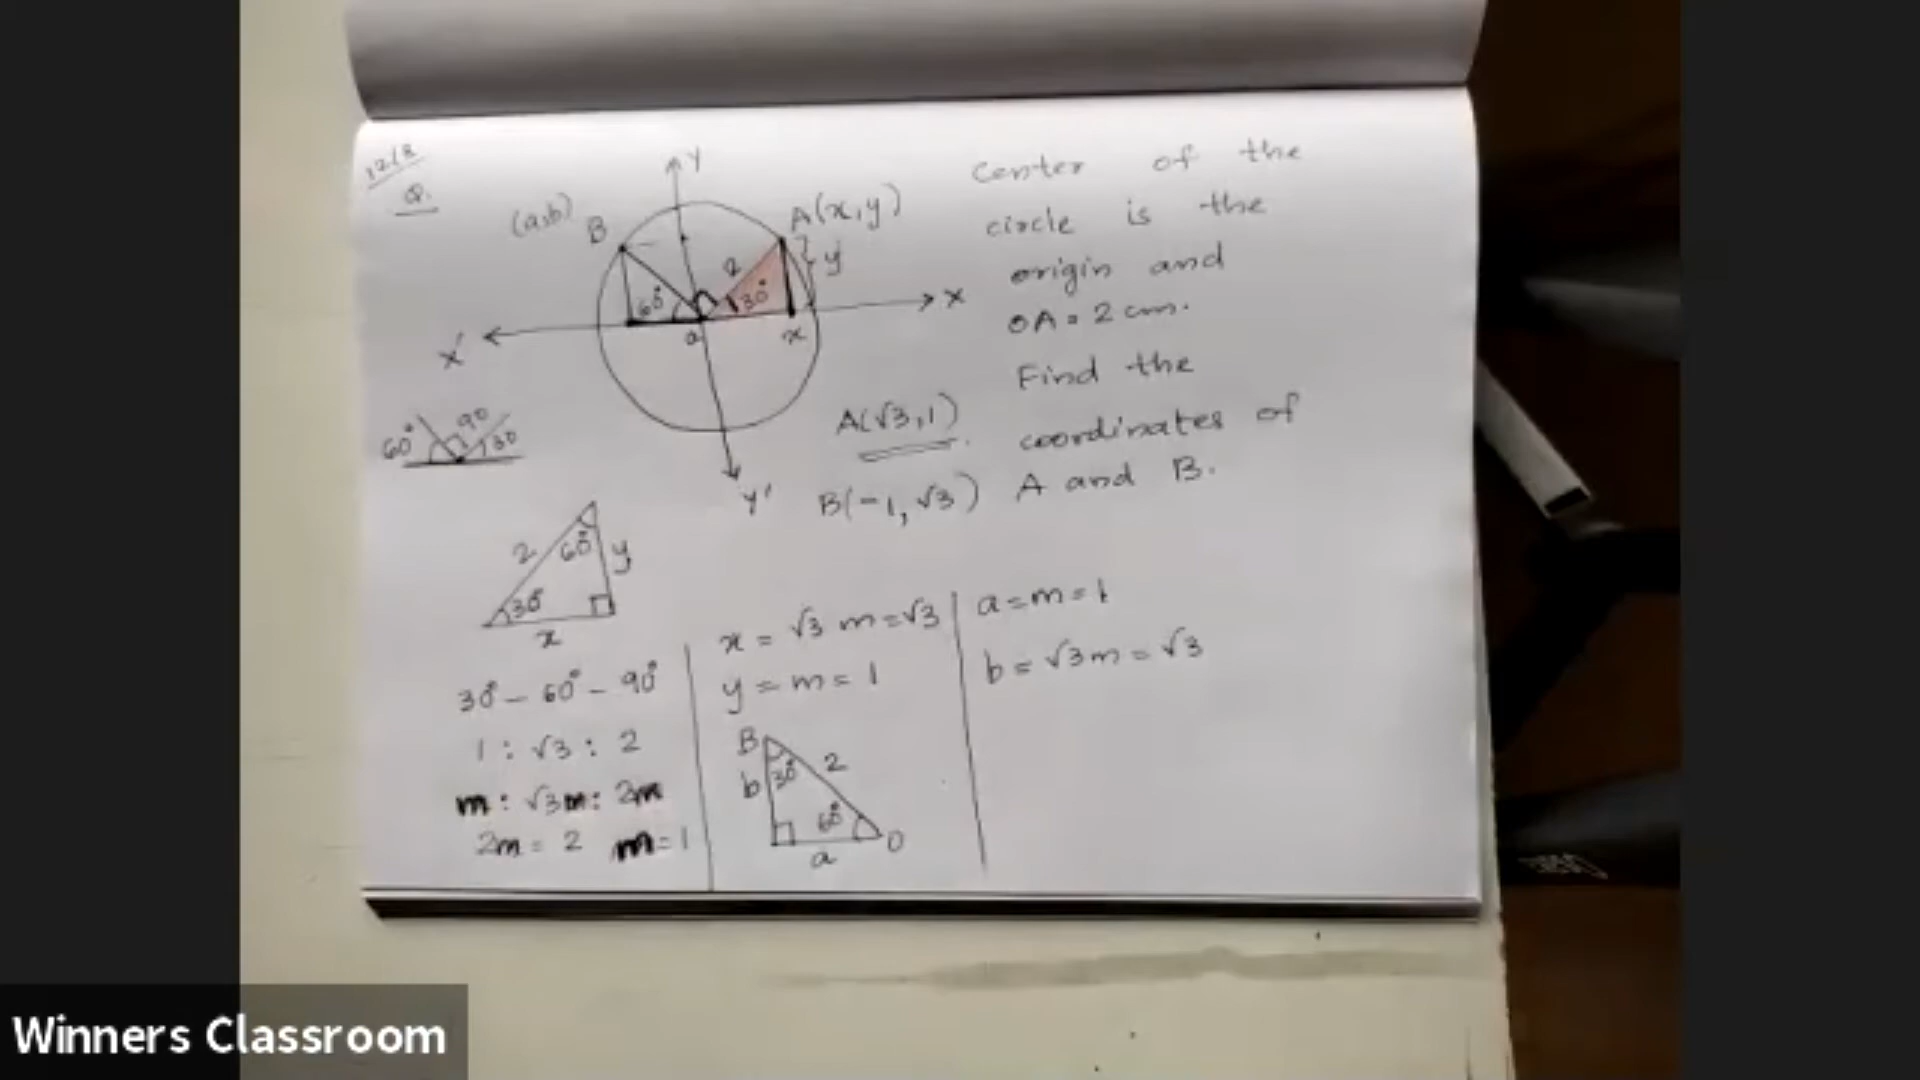 12/8
Q.
Y
(a,b)
B
A(x,y)
2
y
60°
30°
X
X'
a
x
Y'
Center of the
circle is the
origin and
OA = 2 cm.
Find the
coordinates of
A and B.
A(√3,1)
B(-1,√3)
60° 90 30
2
60°
y
30°
x
30° - 60° - 90°
1 : √3 : 2
m : √3m : 2m
2m = 2 m = 1
x = √3 m = √3
y = m = 1
B
b
30°
2
60°
a
O
a = m = 1
b = √3m = √3
Winners Classroom